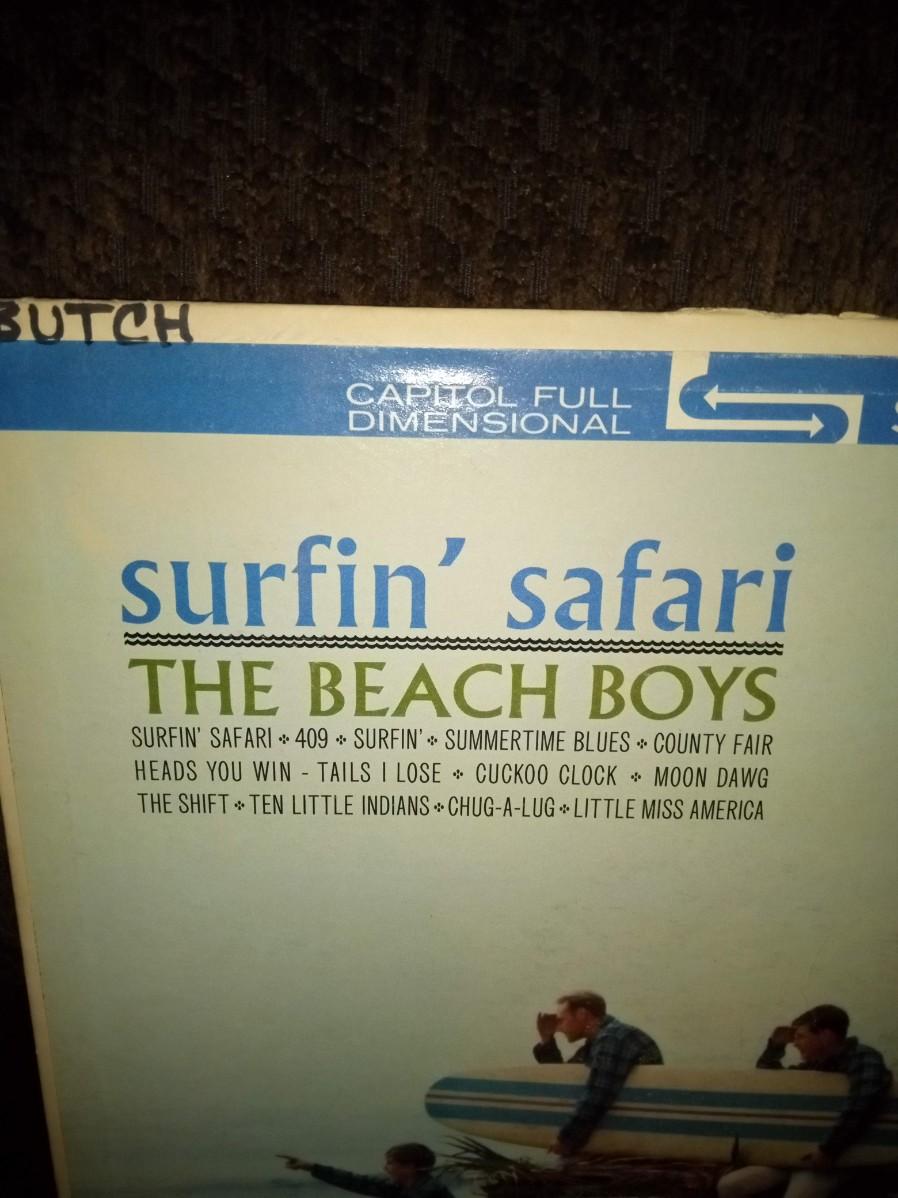 BUTCH
CAPITOL FULL
DIMENSIONAL
surfin' safari
THE BEACH BOYS
SURFIN' SAFARI ❖ 409 ❖ SURFIN' ❖ SUMMERTIME BLUES ❖ COUNTY FAIR
HEADS YOU WIN - TAILS I LOSE ❖ CUCKOO CLOCK ❖ MOON DAWG
THE SHIFT ❖ TEN LITTLE INDIANS ❖ CHUG-A-LUG ❖ LITTLE MISS AMERICA